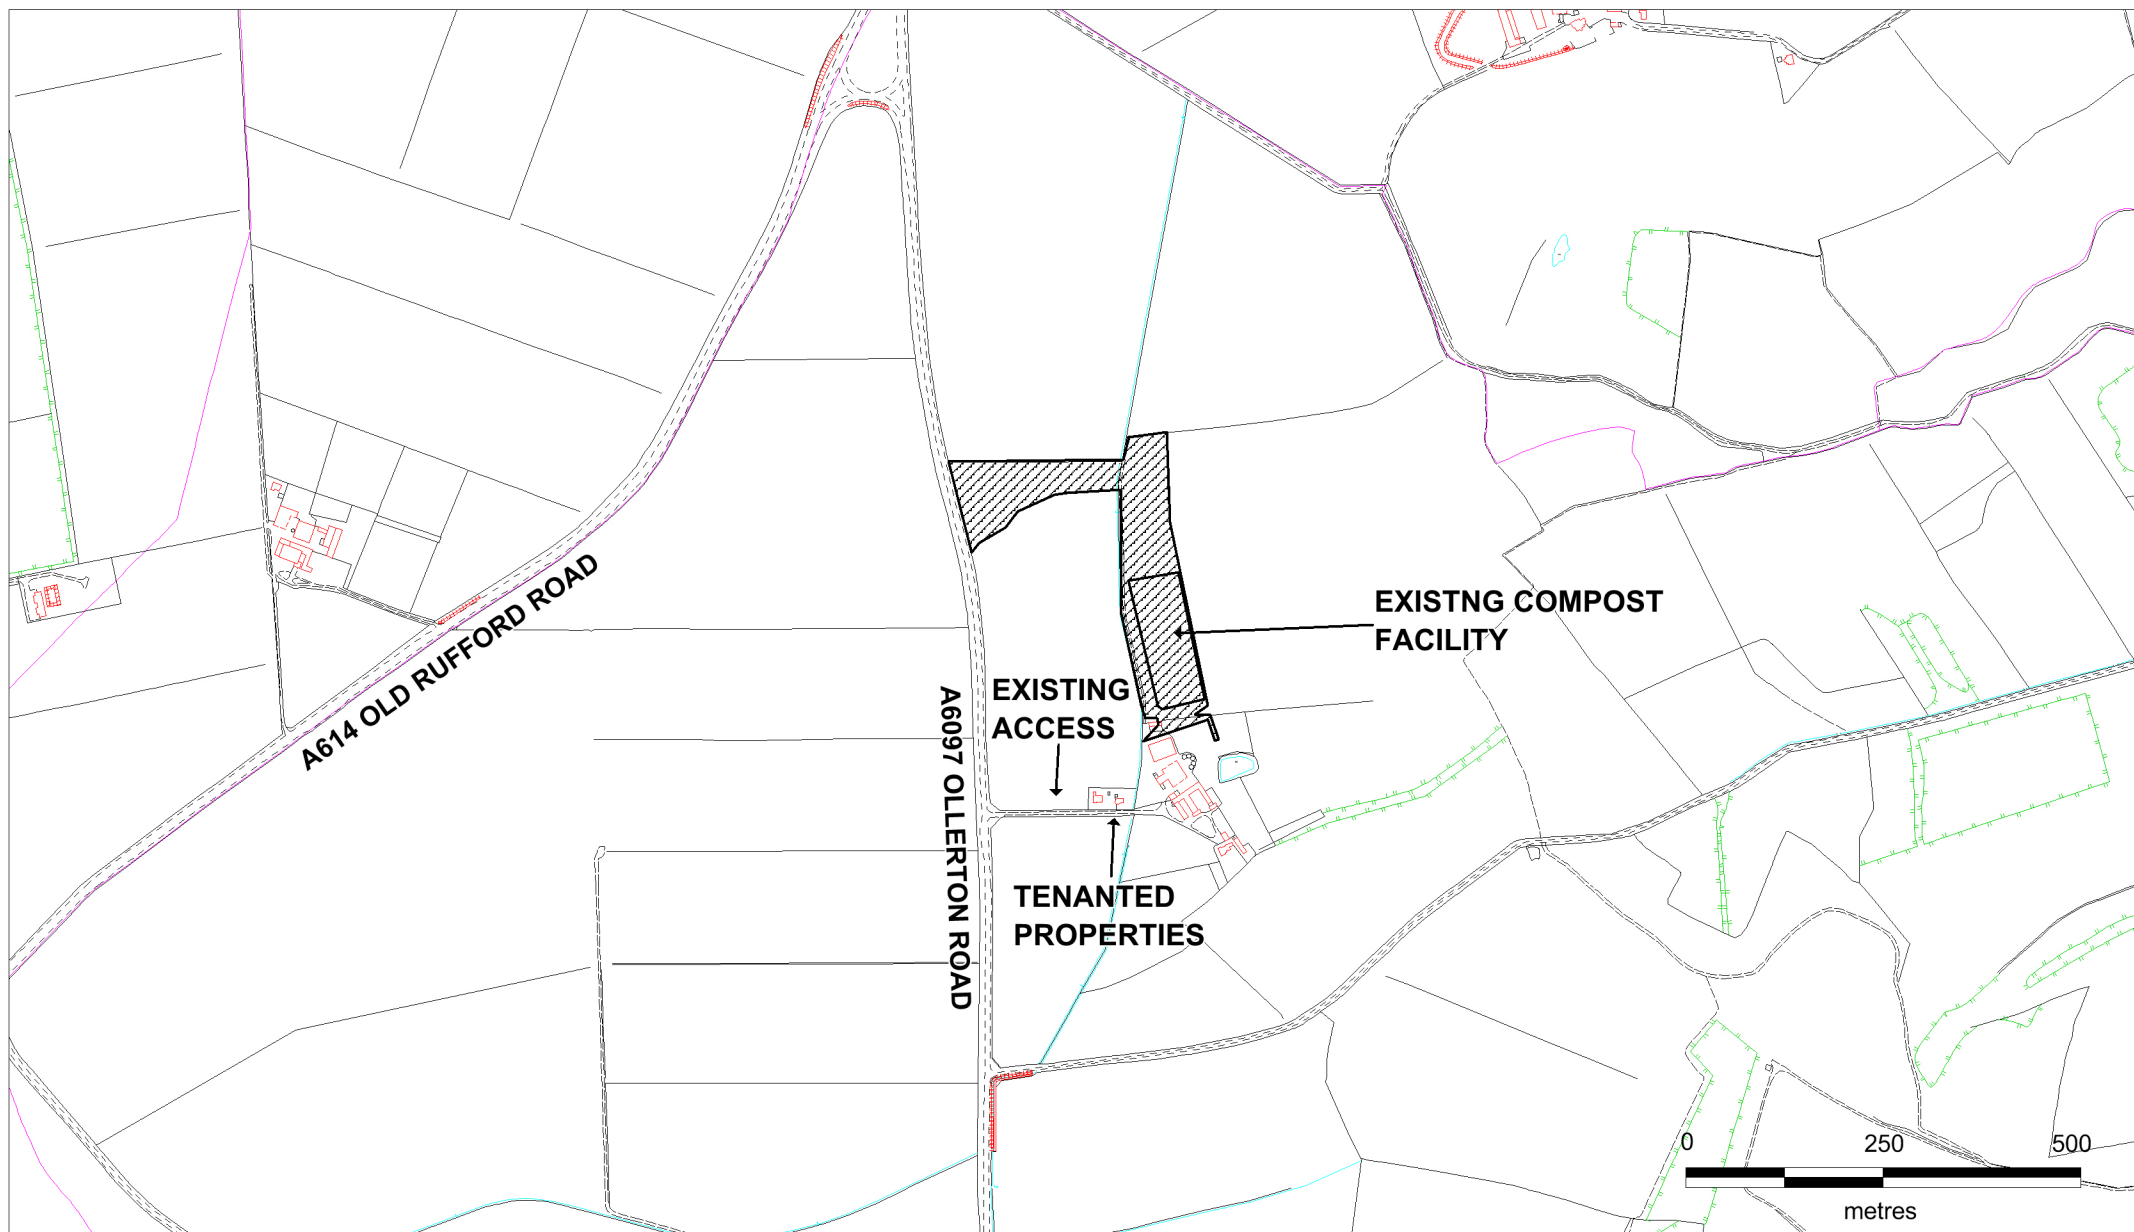 A614 OLD RUFFORD ROAD
EXISTNG COMPOST
FACILITY
EXISTING
ACCESS
A6097 OLLERTON ROAD
TENANTED
PROPERTIES
0 250 500
metres